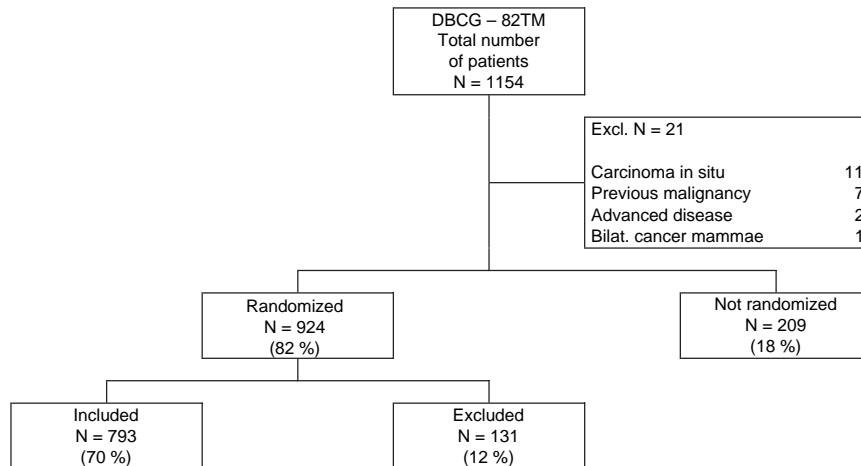 DBCG – 82TM
Total number
of patients
N = 1154
Excl. N = 21
Carcinoma in situ 11
Previous malignancy 7
Advanced disease 2
Bilat. cancer mammae 1
Randomized
N = 924
(82 %)
Not randomized
N = 209
(18 %)
Included
N = 793
(70 %)
Excluded
N = 131
(12 %)